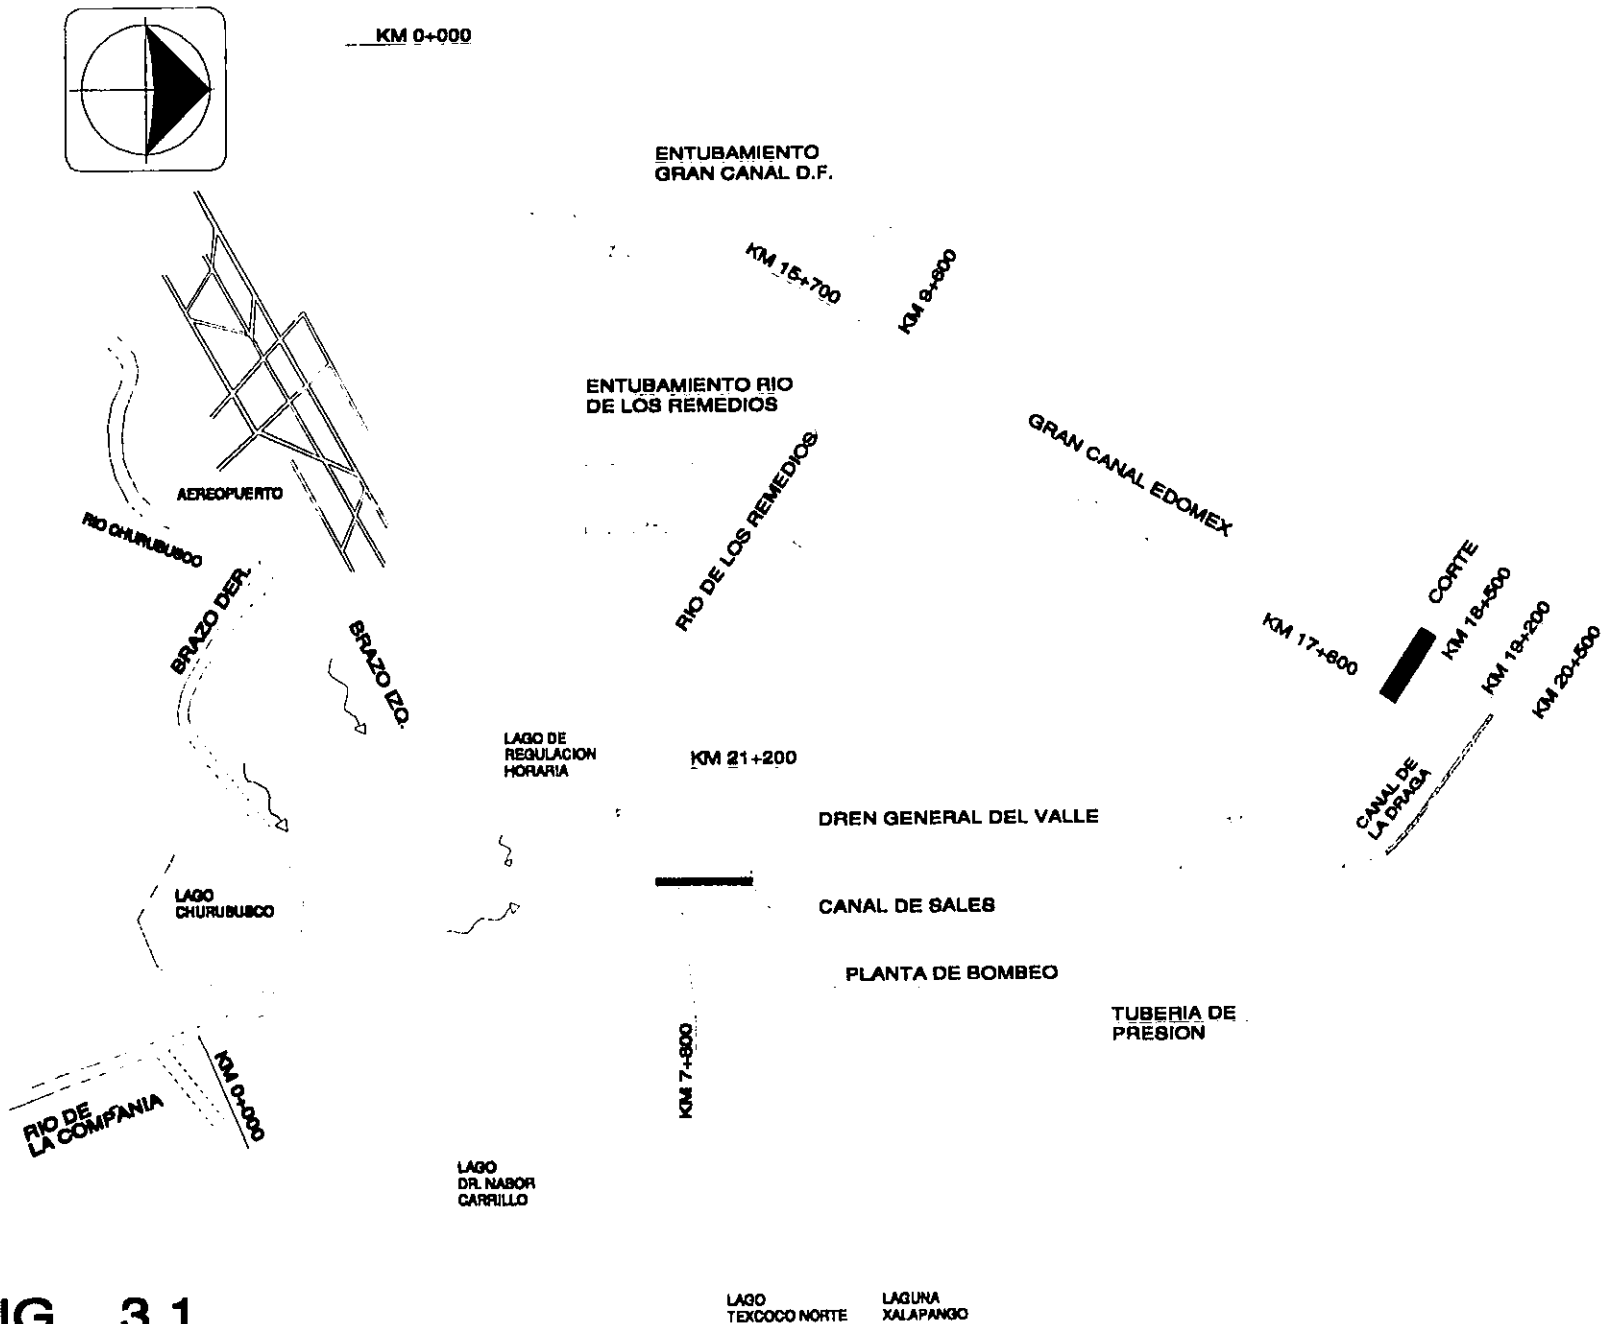 KM 0+000
ENTUBAMIENTO
GRAN CANAL D.F.
KM 15+700
KM 9+600
ENTUBAMIENTO RIO
DE LOS REMEDIOS
GRAN CANAL EDOMEX
RIO DE LOS REMEDIOS
AEREOPUERTO
RIO CHURUBUSCO
BRAZO DER.
BRAZO IZQ.
CORTE
KM 17+600
KM 18+500
KM 19+200
KM 20+500
LAGO DE
REGULACION
HORARIA
KM 21+200
DREN GENERAL DEL VALLE
CANAL DE
LA DRAGA
LAGO
CHURUBUSCO
CANAL DE SALES
PLANTA DE BOMBEO
TUBERIA DE
PRESION
KM 7+800
KM 0+000
RIO DE
LA COMPAÑIA
LAGO
DR. NABOR
CARRILLO
LAGO
TEXCOCO NORTE
LAGUNA
XALAPANGO
IG. 3.1